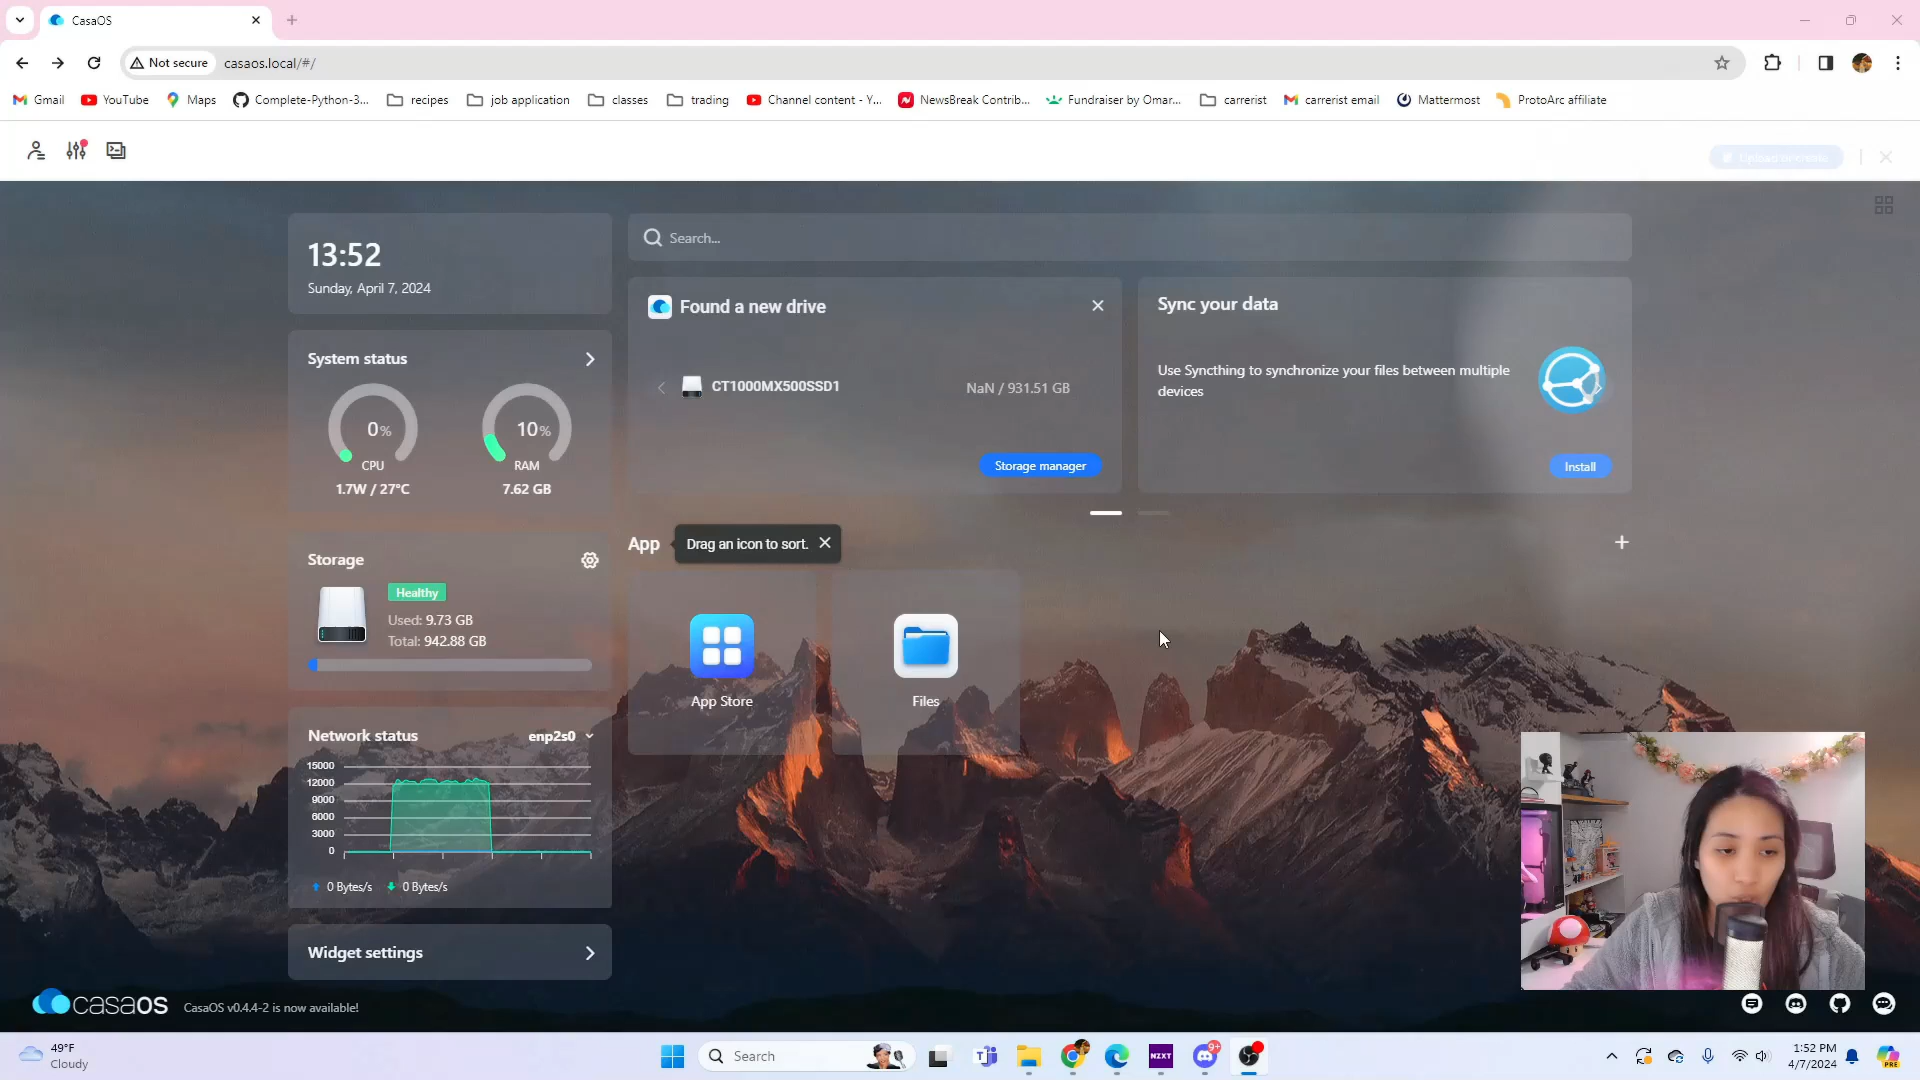 CasaOS
Not secure
casaos.local/#/
Gmail
YouTube
Maps
Complete-Python-3...
recipes
job application
classes
trading
Channel content - Y...
NewsBreak Contrib...
Fundraiser by Omar...
carrerist
carrerist email
Mattermost
ProtoArc affiliate
Upload or create
13:52
Sunday, April 7, 2024
Search...
System status
0%
CPU
1.7W / 27°C
10%
RAM
7.62 GB
Found a new drive
CT1000MX500SSD1
NaN / 931.51 GB
Storage manager
Sync your data
Use Syncthing to synchronize your files between multiple
devices
Install
Storage
Healthy
Used: 9.73 GB
Total: 942.88 GB
App
Drag an icon to sort.
App Store
Files
Network status
enp2s0
15000
12000
9000
6000
3000
0
0 Bytes/s
0 Bytes/s
Widget settings
casaos
CasaOS v0.4.4-2 is now available!
49°F
Cloudy
Search
NZXT
9+
1:52 PM
4/7/2024
PRE